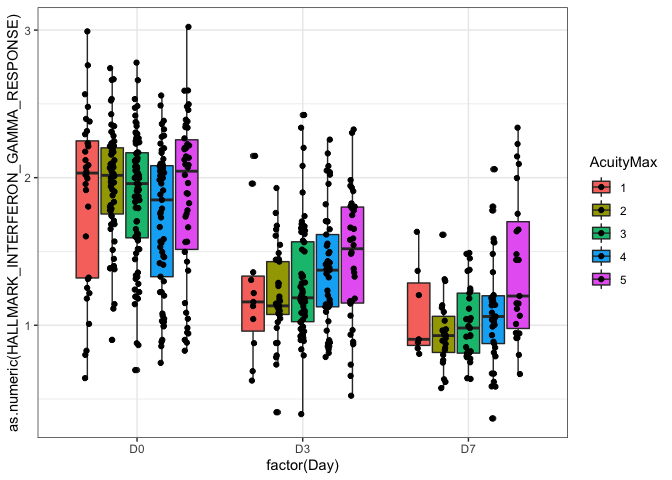 as.numeric(HALLMARK_INTERFERON_GAMMA_RESPONSE)
3
2
1
D0
D3
D7
factor(Day)
AcuityMax
1
2
3
4
5